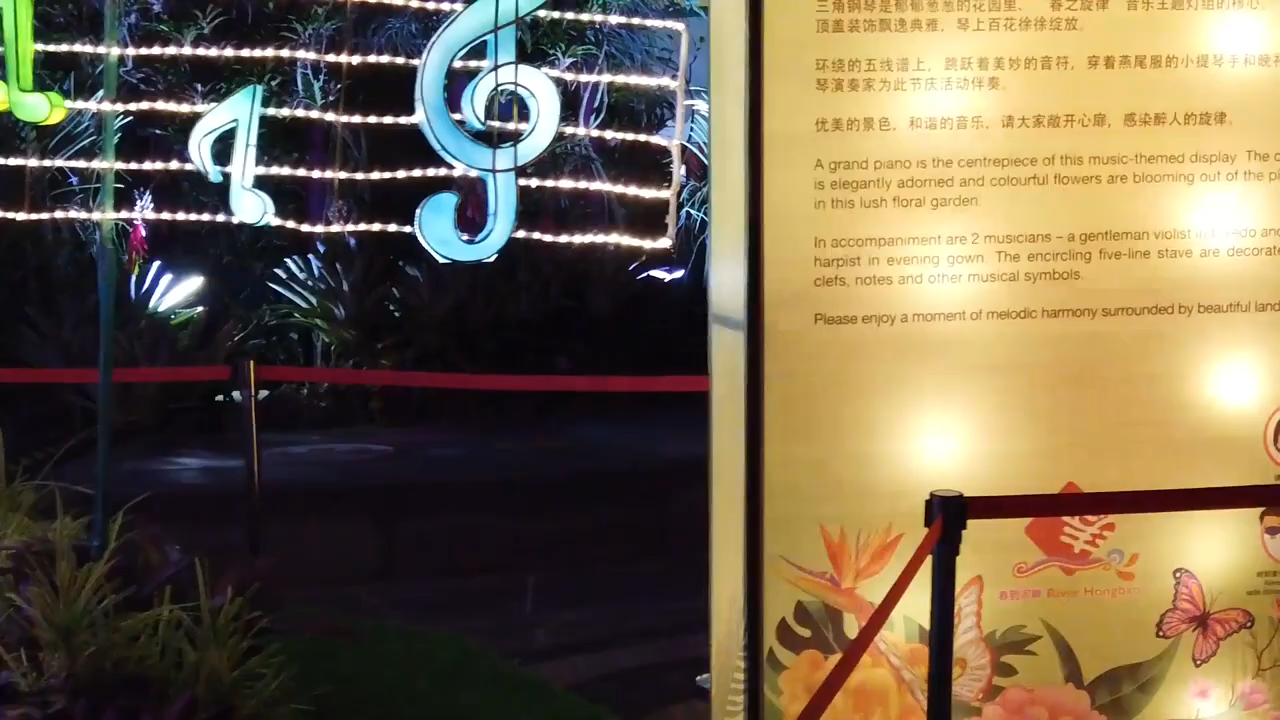 三角钢琴是郁郁葱葱的花园里、“春之旋律”音乐主题灯组的核心。
顶盖装饰飘逸典雅，琴上百花徐徐绽放。
环绕的五线谱上，跳跃着美妙的音符，穿着燕尾服的小提琴手和晚
琴演奏家为此节庆活动伴奏。
优美的景色，和谐的音乐，请大家敞开心扉，感染醉人的旋律。
A grand piano is the centrepiece of this music-themed display. The
is elegantly adorned and colourful flowers are blooming out of the
in this lush floral garden.
In accompaniment are 2 musicians – a gentleman violist in and
harpist in evening gown. The encircling five-line stave are
clefs, notes and other musical symbols.
Please enjoy a moment of melodic harmony surrounded by beautiful
春到河畔 River Hongbao